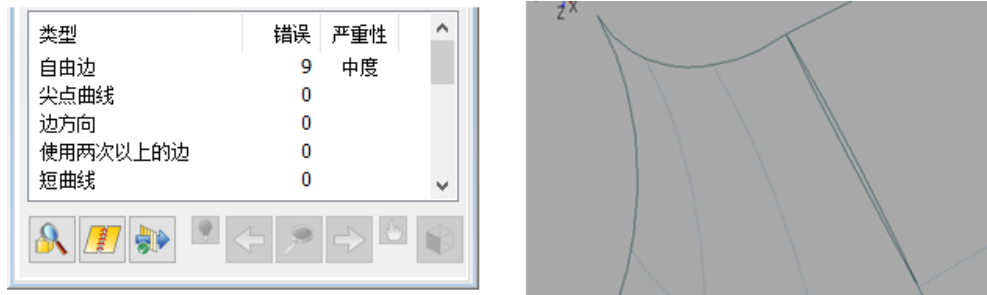 类型 错误 严重性
自由边 9 中度
尖点曲线 0
边方向 0
使用两次以上的边 0
短曲线 0
z X